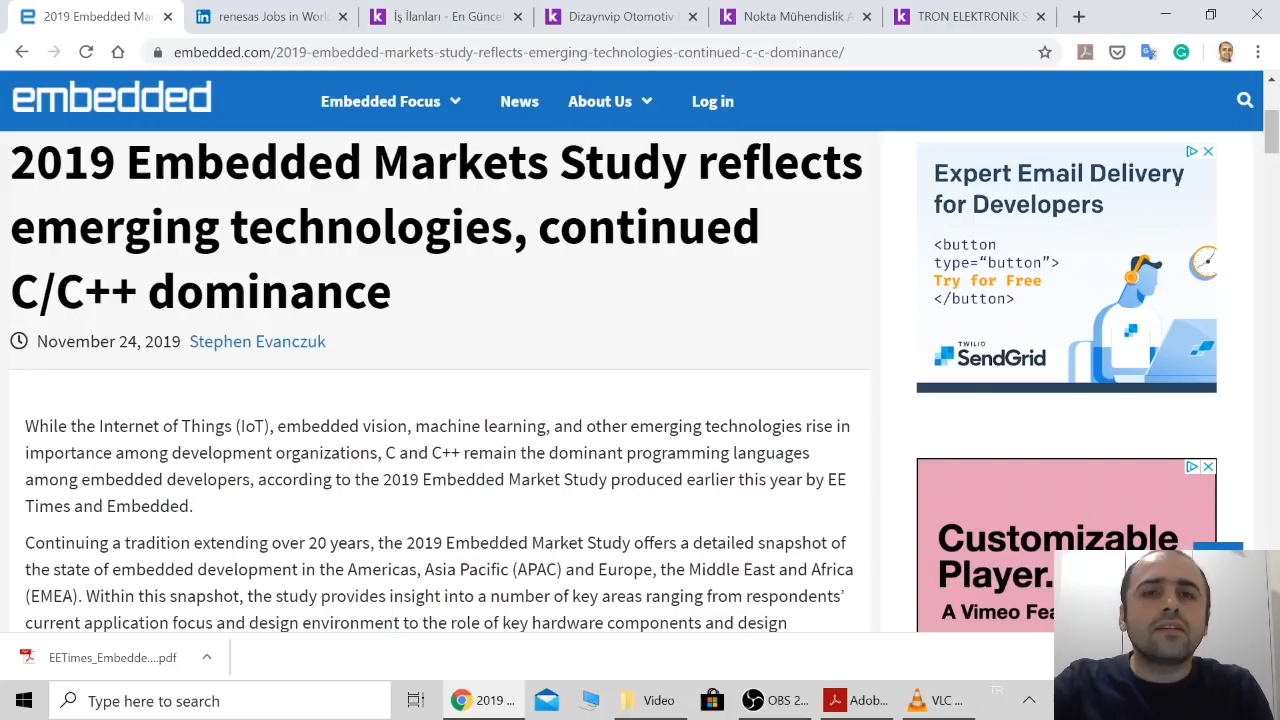 2019 Embedded Ma
renesas Jobs in Work
İş İlanları - En Güncel
Dizaynvip Otomotiv
Nokta Mühendislik A
TRON ELEKTRONİK S
embedded.com/2019-embedded-markets-study-reflects-emerging-technologies-continued-c-c-dominance/
embedded
Embedded Focus
News
About Us
Log in
2019 Embedded Markets Study reflects
emerging technologies, continued
C/C++ dominance
November 24, 2019 Stephen Evanczuk
While the Internet of Things (IoT), embedded vision, machine learning, and other emerging technologies rise in
importance among development organizations, C and C++ remain the dominant programming languages
among embedded developers, according to the 2019 Embedded Market Study produced earlier this year by EE
Times and Embedded.
Continuing a tradition extending over 20 years, the 2019 Embedded Market Study offers a detailed snapshot of
the state of embedded development in the Americas, Asia Pacific (APAC) and Europe, the Middle East and Africa
(EMEA). Within this snapshot, the study provides insight into a number of key areas ranging from respondents’
current application focus and design environment to the role of key hardware components and design
Expert Email Delivery
for Developers
<button
type=“button”>
Try for Free
</button>
TWILIO
SendGrid
Customizable
Player.
A Vimeo Fea
EETimes_Embedde....pdf
Type here to search
2019 ...
Video
OBS 2...
Adob...
VLC ...
TR